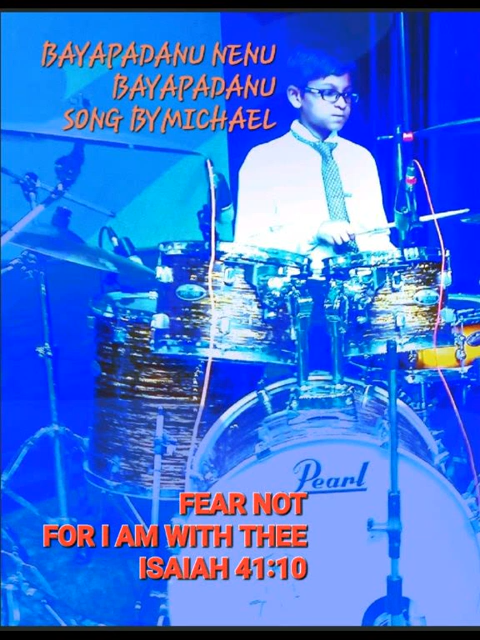 BAYAPADANU NENU
BAYAPADANU
SONG BYMICHAEL
Pearl
FEAR NOT
FOR I AM WITH THEE
ISAIAH 41:10